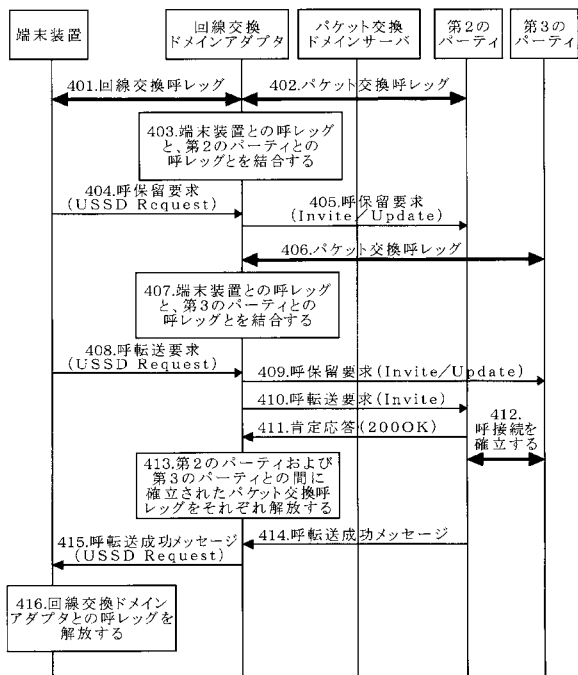 端末装置
回線交換
ドメインアダプタ
パケット交換
ドメインサーバ
第2の
パーティ
第3の
パーティ
401.回線交換呼レッグ
402.パケット交換呼レッグ
403.端末装置との呼レッグ
と、第2のパーティとの
呼レッグとを結合する
404.呼保留要求
(USSD Request)
405.呼保留要求
(Invite/Update)
406.パケット交換呼レッグ
407.端末装置との呼レッグ
と、第3のパーティとの
呼レッグとを結合する
408.呼転送要求
(USSD Request)
409.呼保留要求(Invite/Update)
410.呼転送要求(Invite)
411.肯定応答(200OK)
412.
呼接続を
確立する
413.第2のパーティおよび
第3のパーティとの間に
確立されたパケット交換呼
レッグをそれぞれ解放する
414.呼転送成功メッセージ
415.呼転送成功メッセージ
(USSD Request)
416.回線交換ドメイン
アダプタとの呼レッグを
解放する